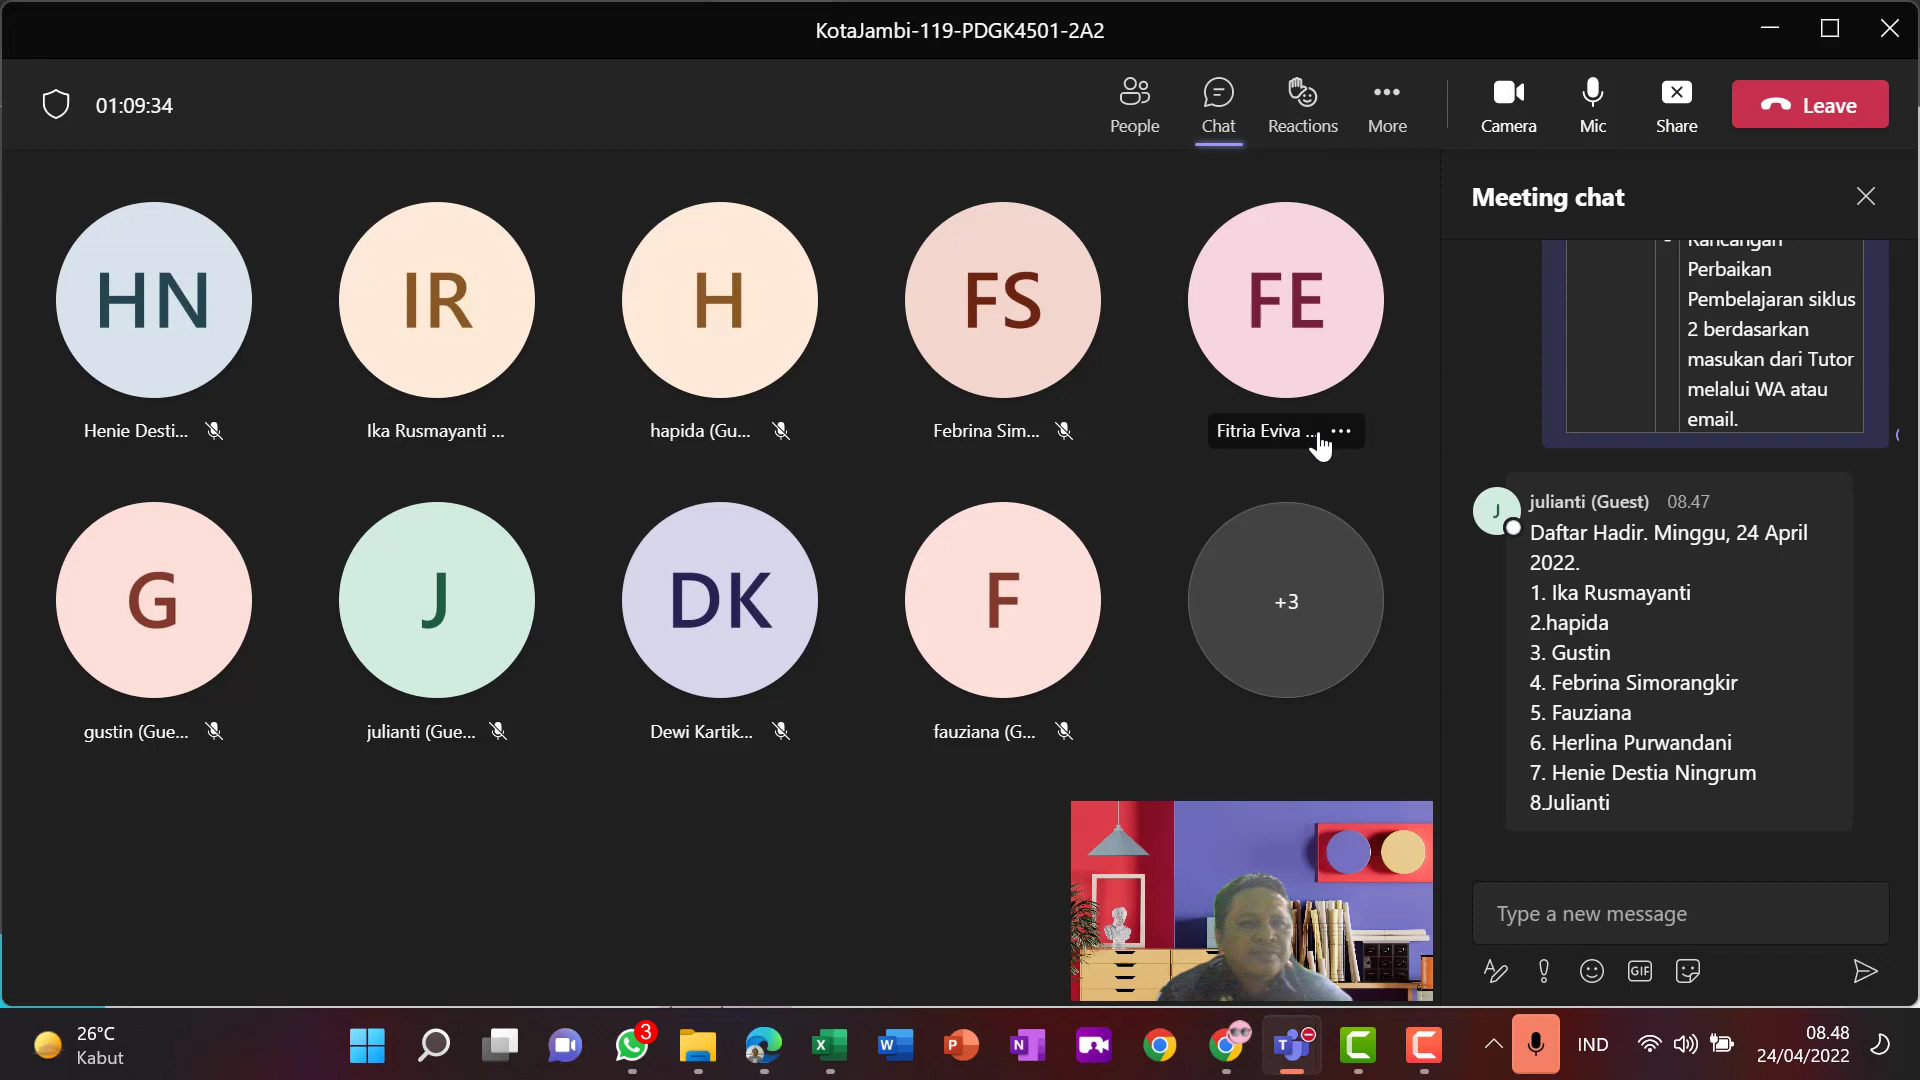 KotaJambi-119-PDGK4501-2A2
01:09:34
People
Chat
Reactions
More
Camera
Mic
Share
Leave
HN
IR
H
FS
FE
Henie Desti...
Ika Rusmayanti ...
hapida (Gu...
Febrina Sim...
Fitria Eviva ...
G
J
DK
F
+3
gustin (Gue...
julianti (Gue...
Dewi Kartik...
fauziana (G...
Meeting chat
Rancangan
Perbaikan
Pembelajaran siklus
2 berdasarkan
masukan dari Tutor
melalui WA atau
email.
J
julianti (Guest) 08.47
Daftar Hadir. Minggu, 24 April
2022.
1. Ika Rusmayanti
2.hapida
3. Gustin
4. Febrina Simorangkir
5. Fauziana
6. Herlina Purwandani
7. Henie Destia Ningrum
8.Julianti
Type a new message
GIF
26°C
Kabut
3
X
W
P
N
T
C
C
IND
08.48
24/04/2022